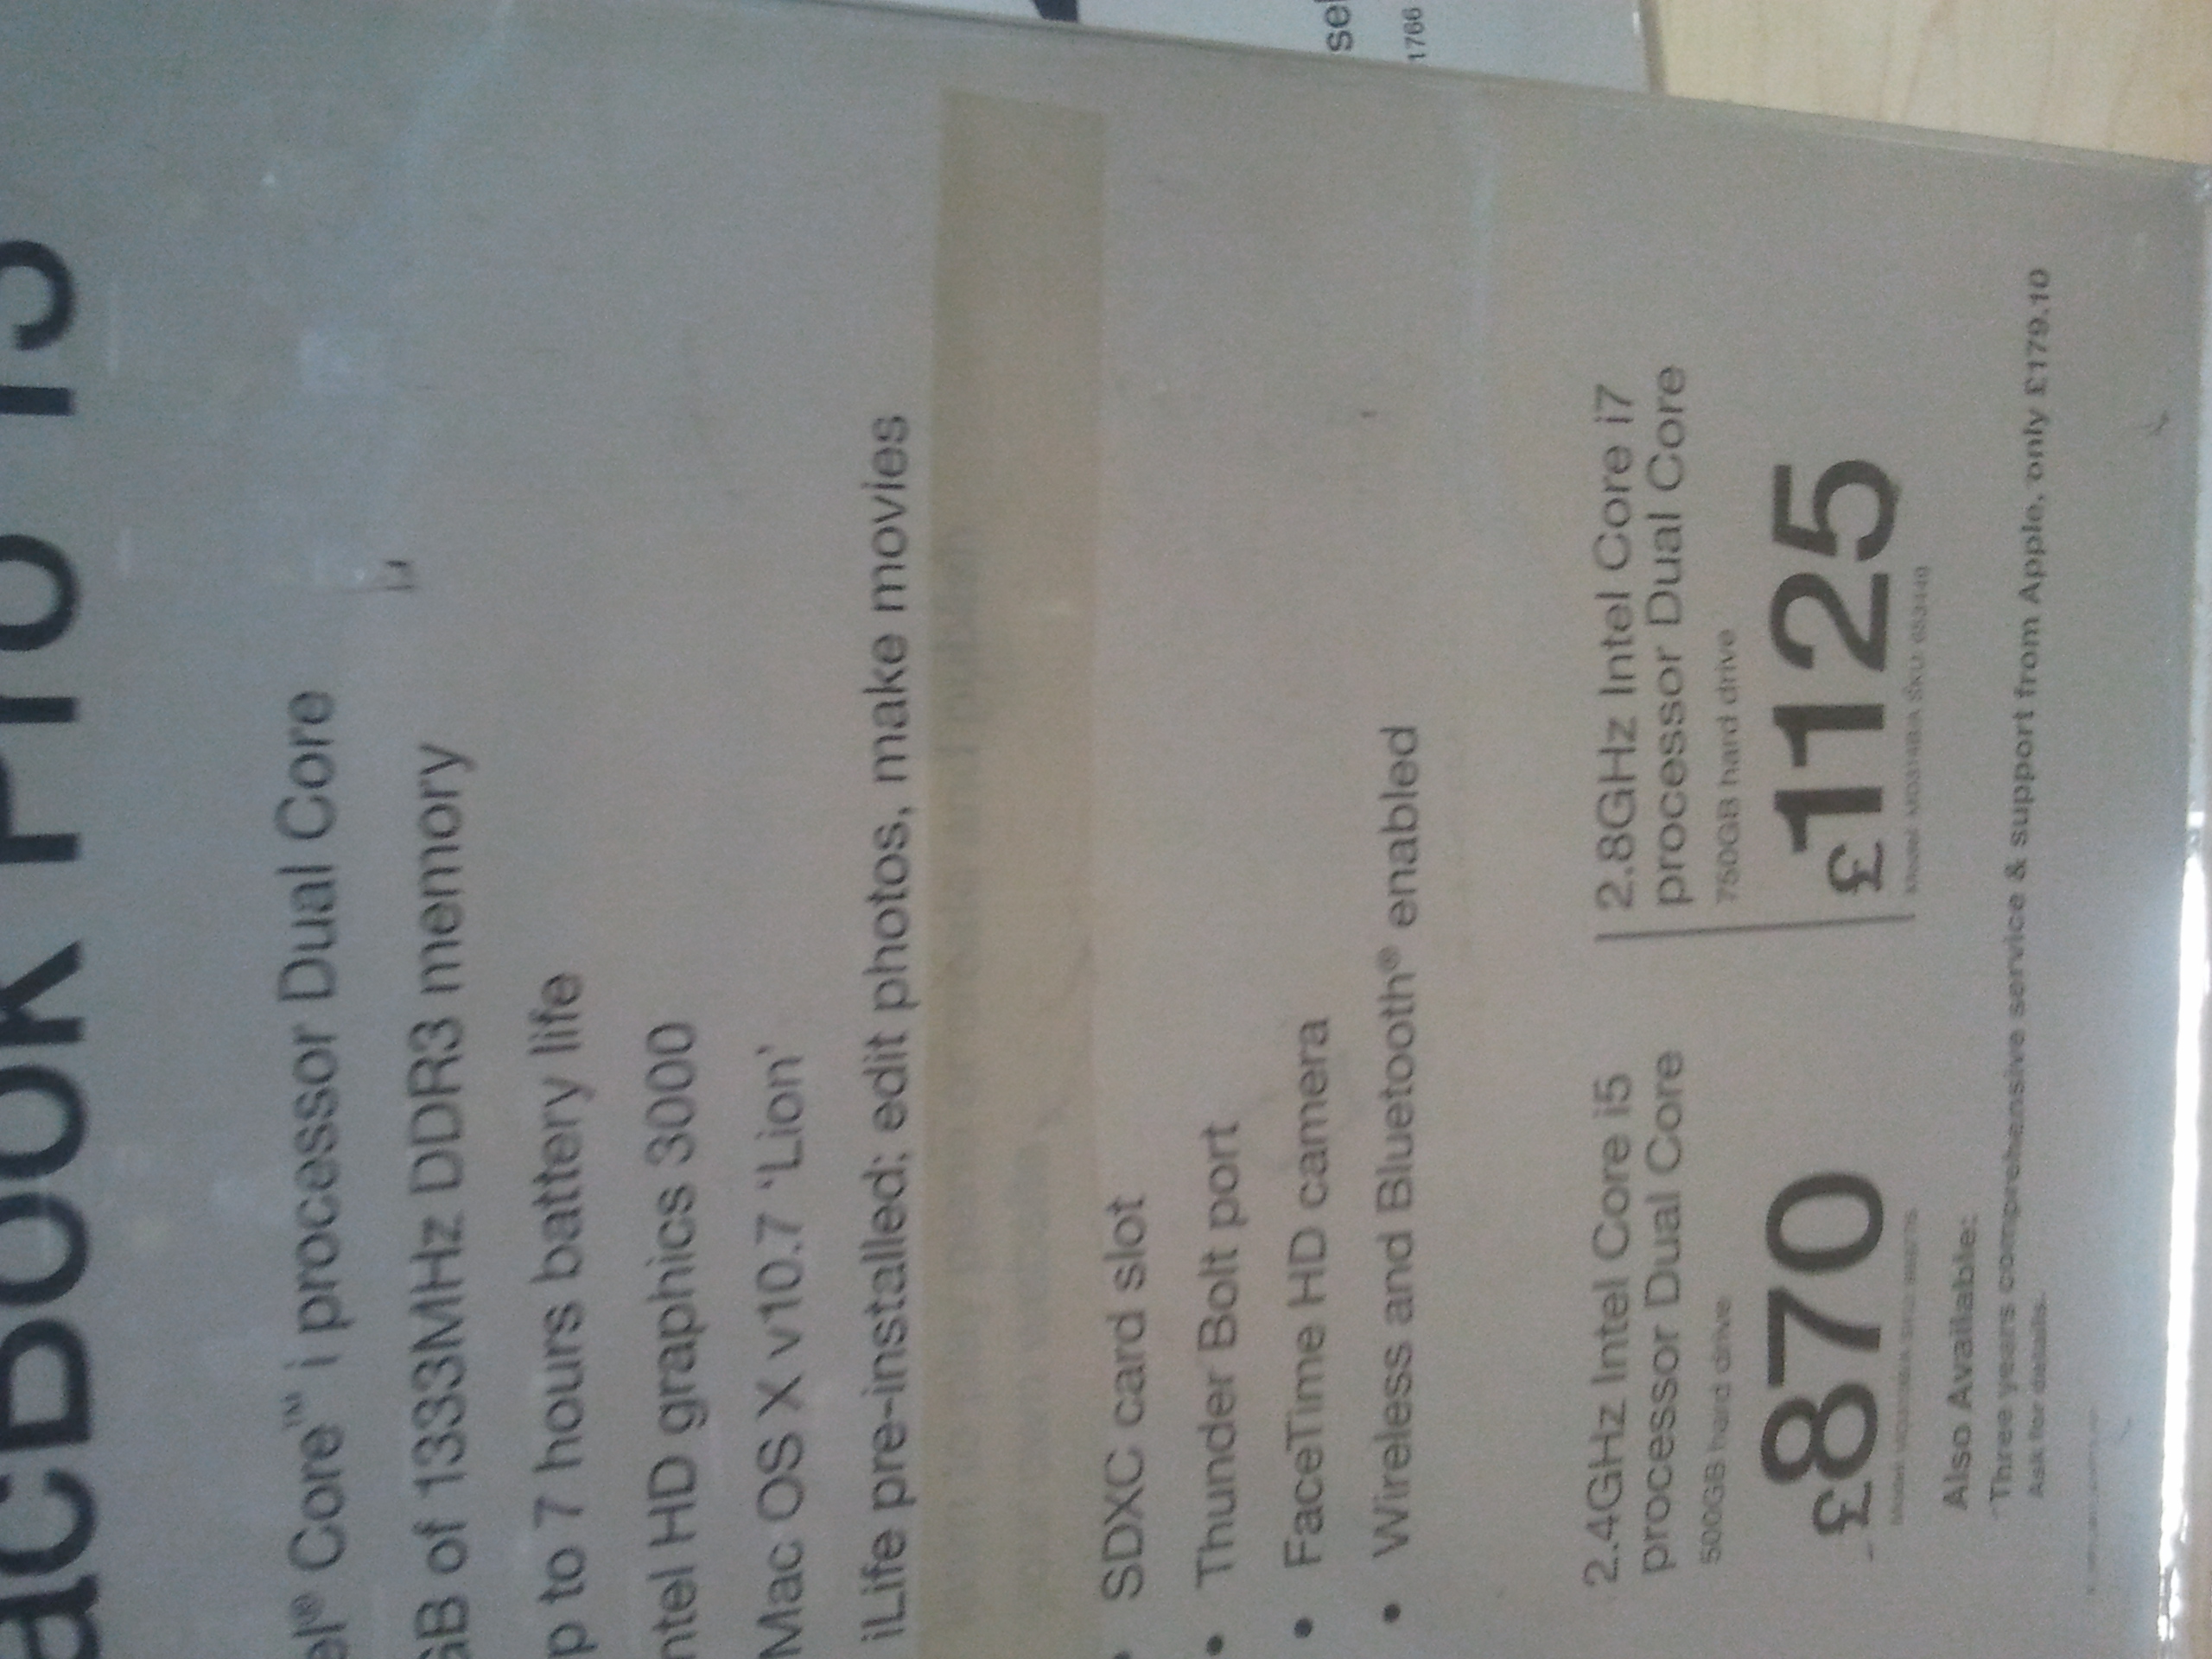 acBook Pro 13
el® Core™ i processor Dual Core
GB of 1333MHz DDR3 memory
p to 7 hours battery life
ntel HD graphics 3000
Mac OS X v10.7 'Lion'
iLife pre-installed; edit photos, make movies
SDXC card slot
• Thunder Bolt port
• FaceTime HD camera
• Wireless and Bluetooth® enabled
2.4GHz Intel Core i5
processor Dual Core
500GB hard drive
£870
2.8GHz Intel Core i7
processor Dual Core
750GB hard drive
£1125
Also Available:
Three years comprehensive service & support from Apple, only £179.10
Ask for details.
se
1766